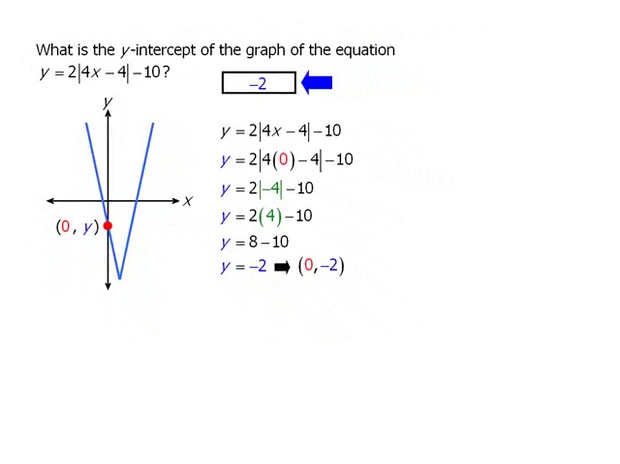 What is the y-intercept of the graph of the equation
y = 2|4x – 4| – 10?
–2
y
x
(0, y)
y = 2|4x – 4| – 10
y = 2|4(0) – 4| – 10
y = 2|–4| – 10
y = 2(4) – 10
y = 8 – 10
y = –2 ➡ (0, –2)